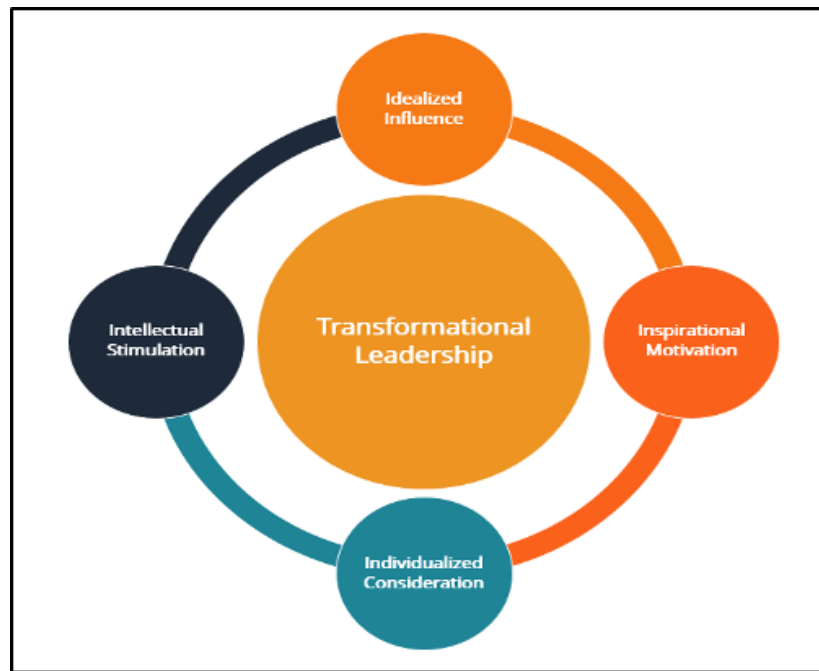 Idealized
Influence
Intellectual
Stimulation
Transformational
Leadership
Inspirational
Motivation
Individualized
Consideration